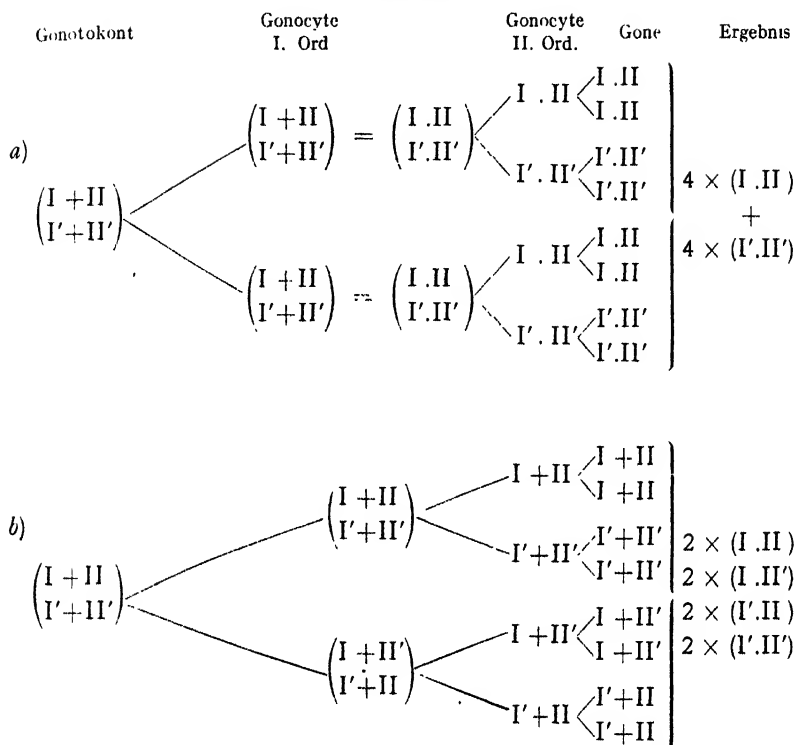 Gonotokont
Gonocyte
I. Ord
Gonocyte
II. Ord.
Gone
Ergebnis
a)
(I +II
I'+II')
(I +II
I'+II')
=
(I .II
I'.II')
I . II
I .II
I .II
I' . II'
I'.II'
I'.II'
(I +II
I'+II')
=
(I .II
I'.II')
I . II
I .II
I .II
I' . II'
I'.II'
I'.II'
4 × (I .II )
+
4 × (I'.II')
b)
(I +II
I'+II')
(I +II
I'+II')
I +II
I +II
I +II
I'+II'
I'+II'
I'+II'
(I +II'
I'+II)
I +II'
I +II'
I +II'
I'+II
I'+II
I'+II
2 × (I .II )
2 × (I .II')
2 × (I'.II )
2 × (I'.II')